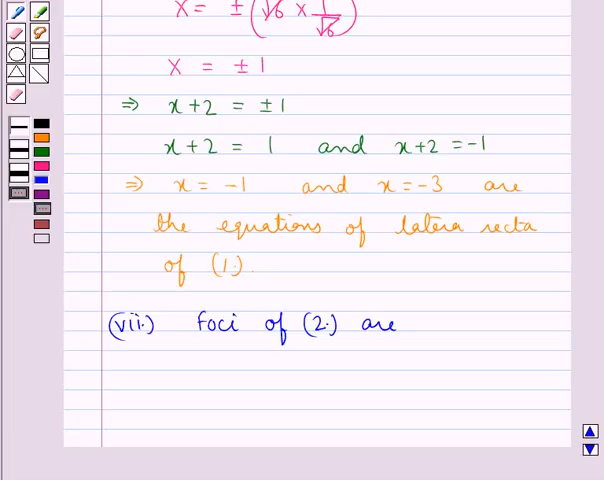 X = ± (√6 × 1/√6)
X = ± 1
⇒ x+2 = ± 1
x+2 = 1 and x+2 = -1
⇒ x = -1 and x = -3 are
the equations of latera recta
of (1.).
(vii.) Foci of (2.) are